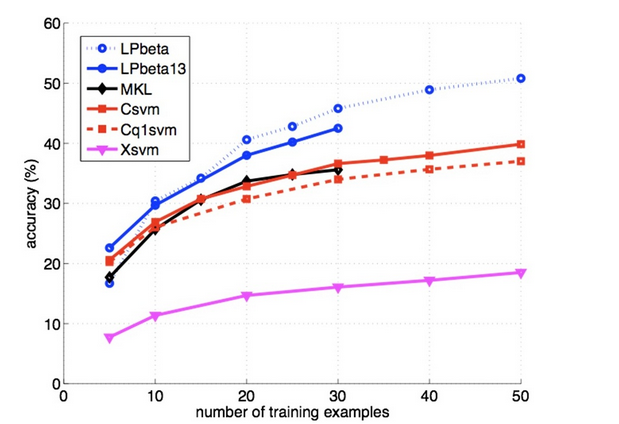 60
50
40
30
20
10
0
accuracy (%)
LPbeta
LPbeta13
MKL
Csvm
Cq1svm
Xsvm
0 10 20 30 40 50
number of training examples